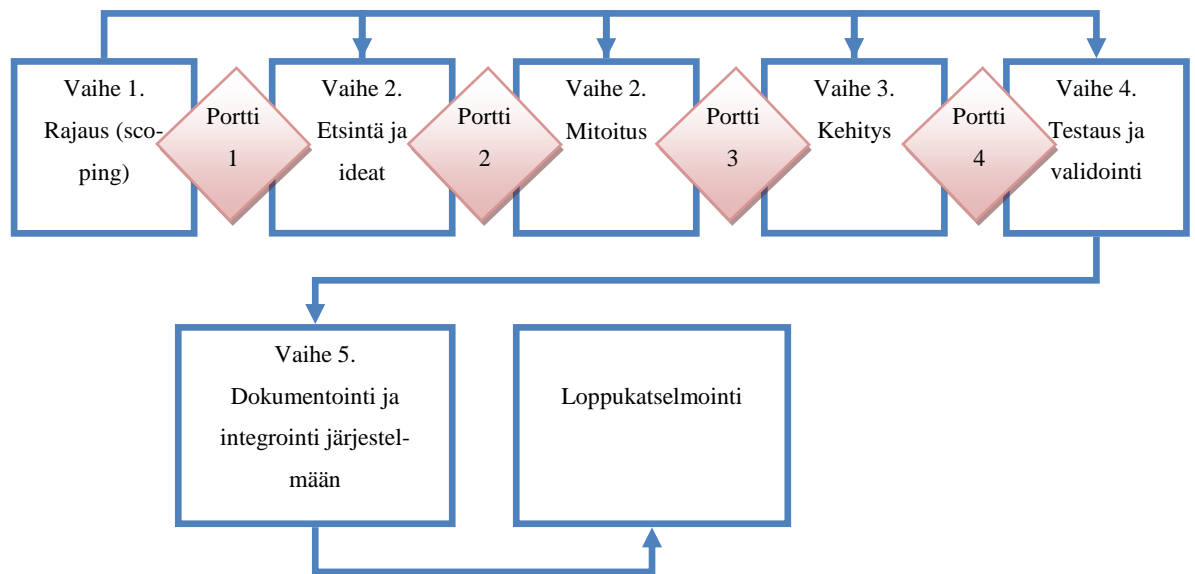 Vaihe 1.
Rajaus (sco-
ping)
Portti
1
Vaihe 2.
Etsintä ja
ideat
Portti
2
Vaihe 2.
Mitoitus
Portti
3
Vaihe 3.
Kehitys
Portti
4
Vaihe 4.
Testaus ja
validointi
Vaihe 5.
Dokumentointi ja
integrointi järjestel-
mään
Loppukatselmointi